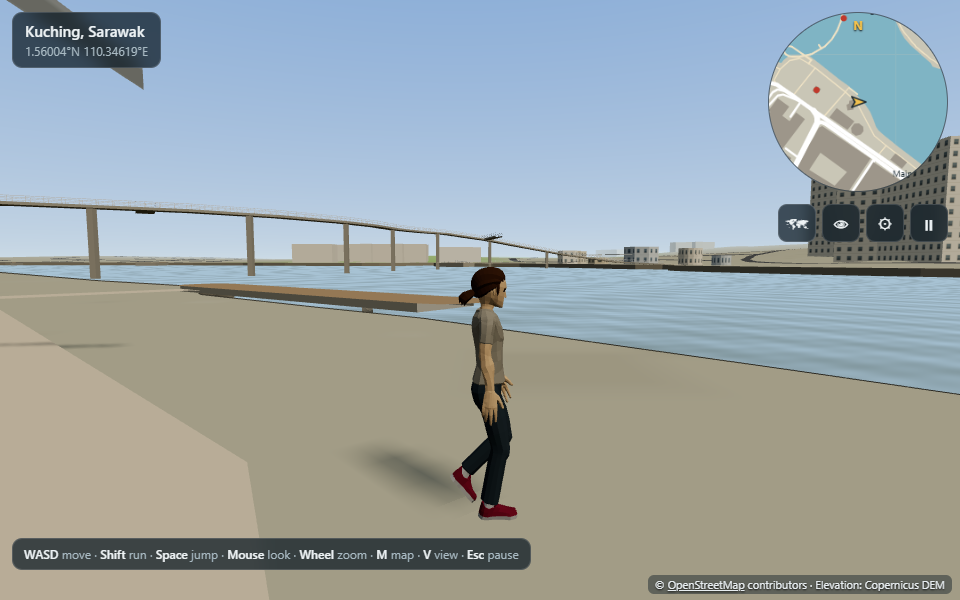 Kuching, Sarawak
1.56004°N 110.34619°E
N
WASD move · Shift run · Space jump · Mouse look · Wheel zoom · M map · V view · Esc pause
© OpenStreetMap contributors · Elevation: Copernicus DEM